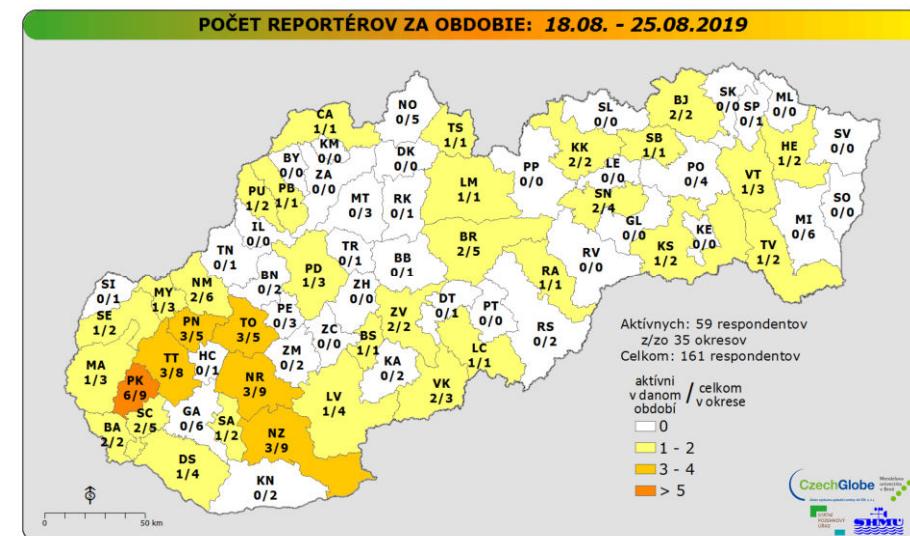 POČET REPORTÉROV ZA OBDOBIE: 18.08. - 25.08.2019
NO
0/5
CA
1/1
TS
1/1
KM
0/0
DK
0/0
BY
0/0
ZA
0/0
PU
1/2
PB
1/1
MT
0/3
RK
0/1
LM
1/1
IL
0/0
SL
0/0
BJ
2/2
SK
0/0
SP
0/1
ML
0/0
SV
0/0
KK
2/2
SB
1/1
HE
1/2
PP
0/0
LE
0/0
PO
0/4
VT
1/3
SN
2/4
GL
0/0
KE
0/0
MI
0/6
SO
0/0
KS
1/2
TV
1/2
TN
0/1
TR
0/1
BB
0/1
BR
2/5
RV
0/0
RA
1/1
BN
0/2
PD
1/3
ZH
0/0
SI
0/1
MY
1/3
NM
2/6
SE
1/2
PE
0/3
ZV
2/2
DT
0/1
PT
0/0
RS
0/2
PN
3/5
TO
3/5
ZC
0/0
BS
1/1
LC
1/1
MA
1/3
TT
3/8
HC
0/1
ZM
0/2
KA
0/2
PK
6/9
NR
3/9
LV
1/4
VK
2/3
SC
2/5
GA
0/6
SA
1/2
BA
2/2
NZ
3/9
DS
1/4
KN
0/2
Aktívnych: 59 respondentov
z/zo 35 okresov
Celkom: 161 respondentov
aktívni
v danom
období
/ celkom
v okrese
0
1 - 2
3 - 4
> 5
0 50 km
CzechGlobe
Mendelova
univerzita
v Brně
STÁTNÍ
POZEMKOVÝ
ÚŘAD
SHMÚ